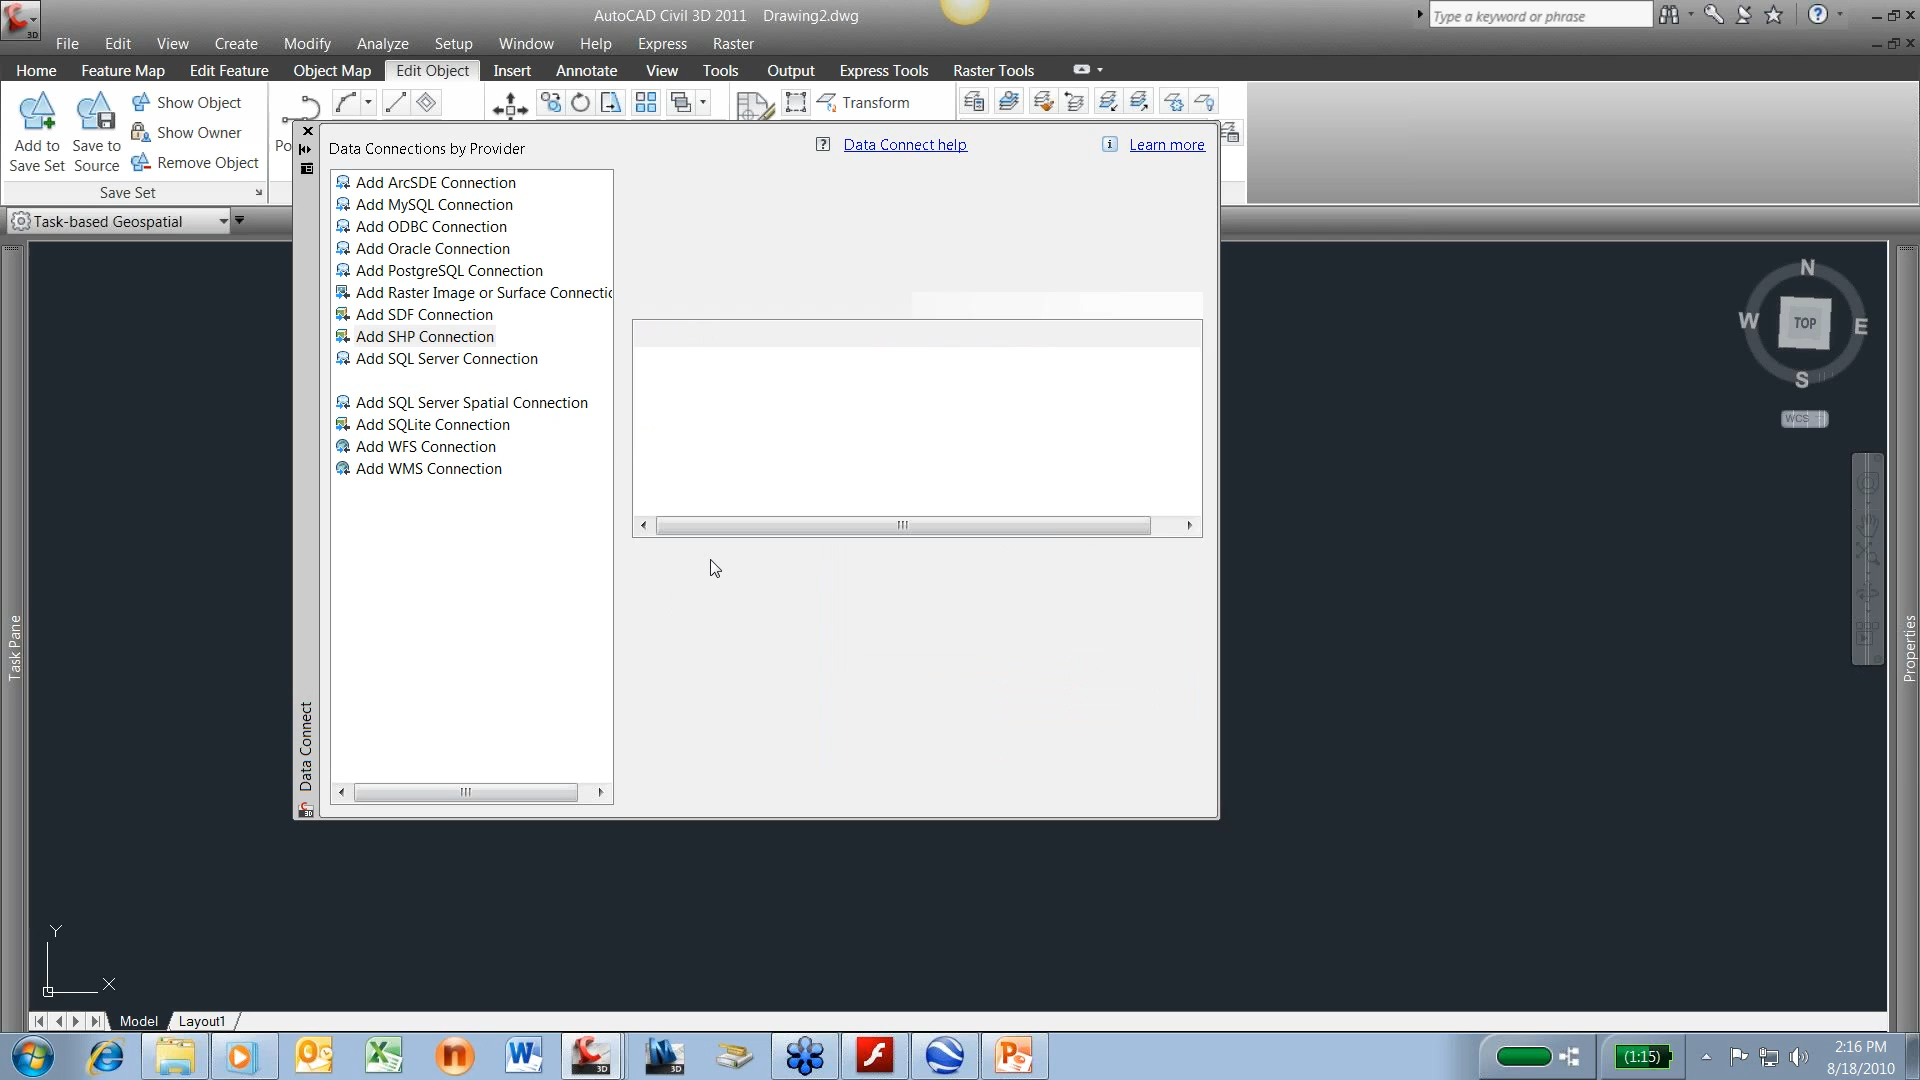 AutoCAD Civil 3D 2011 Drawing2.dwg
Type a keyword or phrase
File Edit View Create Modify Analyze Setup Window Help Express Raster
Home Feature Map Edit Feature Object Map Edit Object Insert Annotate View Tools Output Express Tools Raster Tools
Show Object
Transform
Add to Save Set
Save to Source
Show Owner
Remove Object
Po
Save Set
Task-based Geospatial
Data Connections by Provider
Data Connect help
Learn more
Add ArcSDE Connection
Add MySQL Connection
Add ODBC Connection
Add Oracle Connection
Add PostgreSQL Connection
Add Raster Image or Surface Connectic
Add SDF Connection
Add SHP Connection
Add SQL Server Connection
Add SQL Server Spatial Connection
Add SQLite Connection
Add WFS Connection
Add WMS Connection
Data Connect
Task Pane
Properties
N
W TOP E
S
WCS
Y
X
Model Layout1
(1:15)
2:16 PM
8/18/2010